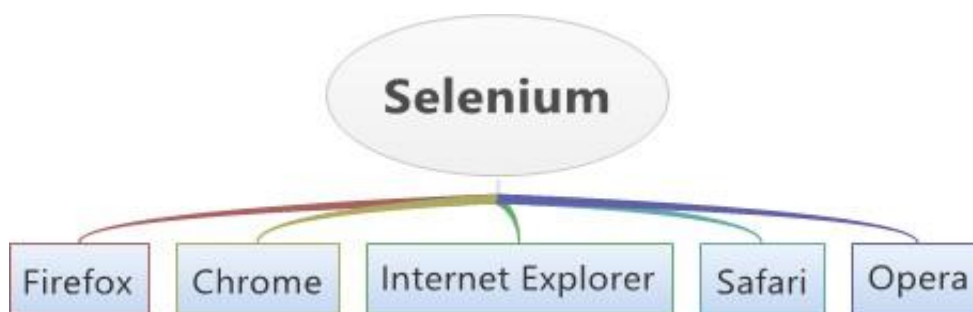 Selenium
Firefox
Chrome
Internet Explorer
Safari
Opera